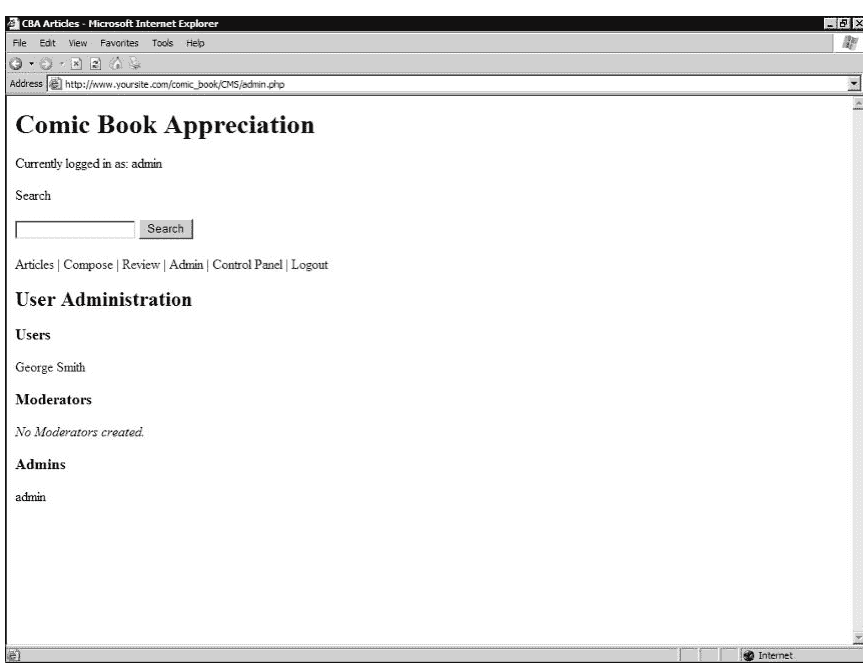 CBA Articles - Microsoft Internet Explorer
File Edit View Favorites Tools Help
Address http://www.yoursite.com/comic_book/CMS/admin.php
Comic Book Appreciation
Currently logged in as: admin
Search
Search
Articles | Compose | Review | Admin | Control Panel | Logout
User Administration
Users
George Smith
Moderators
No Moderators created.
Admins
admin
Internet